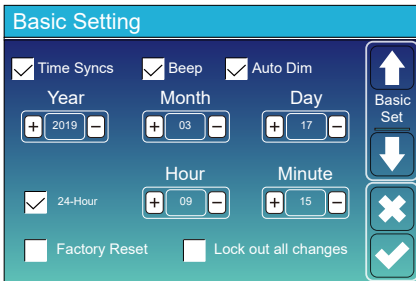 Basic Setting
Time Syncs Beep Auto Dim
Year Month Day
+ 2019 − + 03 − + 17 −
Basic
Set
Hour Minute
24-Hour + 09 − + 15 −
Factory Reset Lock out all changes